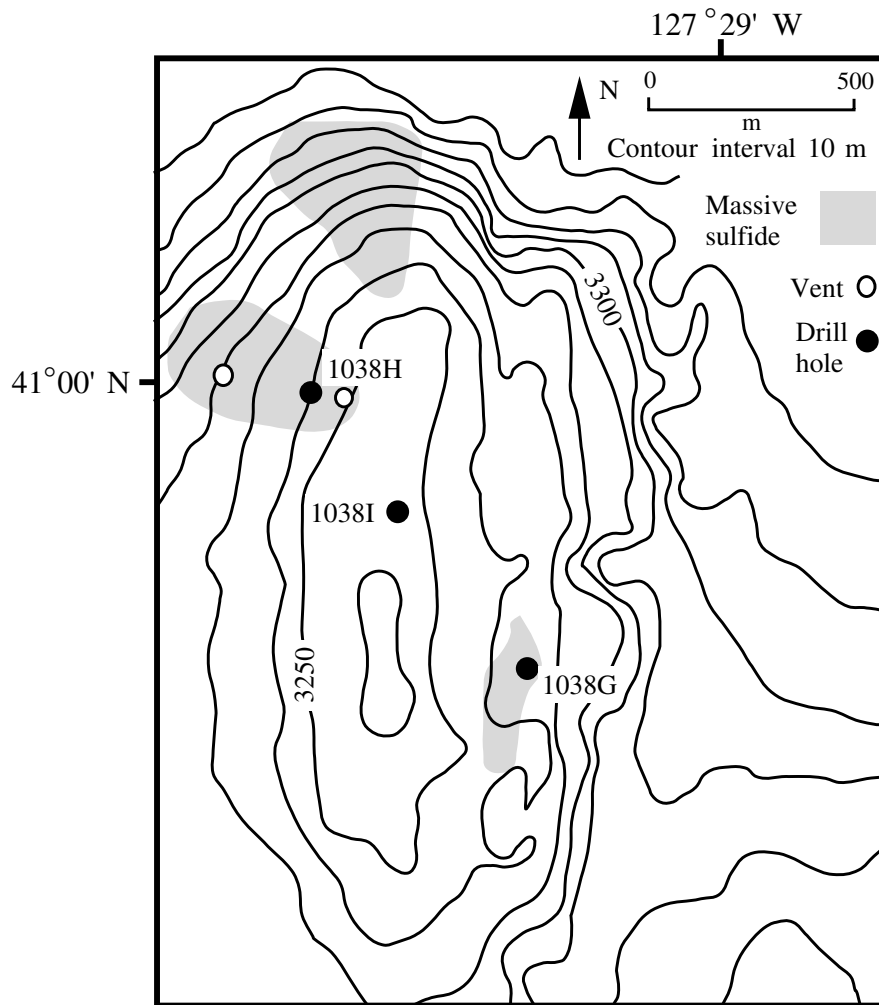 127 °29' W
0 500
N
m
Contour interval 10 m
Massive
sulfide
3300
Vent
Drill
hole
1038H
41°00' N
1038I
3250
1038G